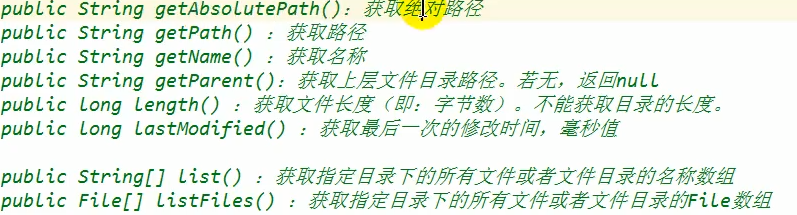 public String getAbsolutePath()：获取绝对路径
public String getPath() ：获取路径
public String getName() ：获取名称
public String getParent()：获取上层文件目录路径。若无，返回null
public long length() ：获取文件长度（即：字节数）。不能获取目录的长度。
public long lastModified() ：获取最后一次的修改时间，毫秒值
public String[] list() ：获取指定目录下的所有文件或者文件目录的名称数组
public File[] listFiles() ：获取指定目录下的所有文件或者文件目录的File数组